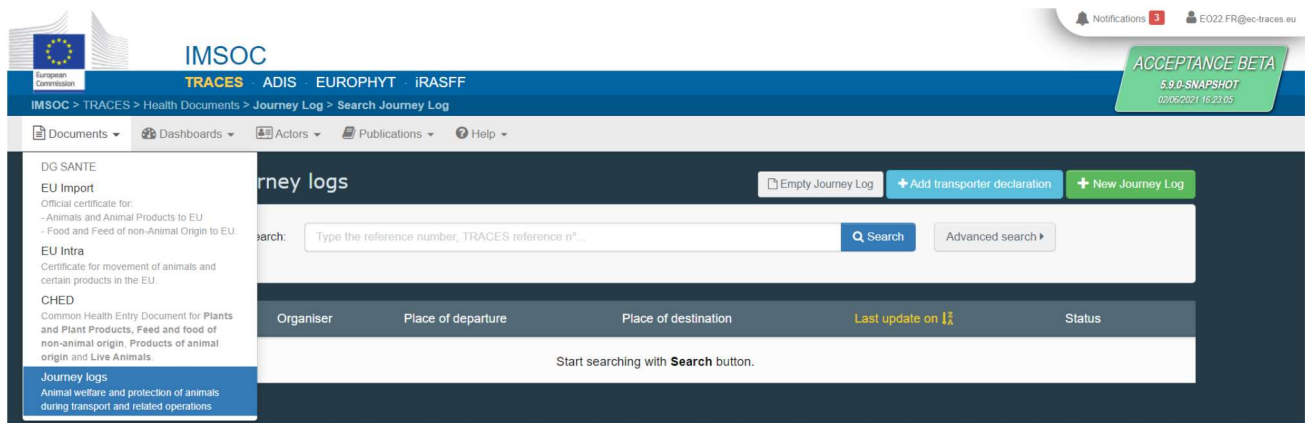 Notifications 3 EO22.FR@ec-traces.eu
European
Commission
IMSOC
ACCEPTANCE BETA
5.9.0-SNAPSHOT
02/06/2021 16:23:05
TRACES · ADIS · EUROPHYT · iRASFF
IMSOC > TRACES > Health Documents > Journey Log > Search Journey Log
Documents Dashboards Actors Publications Help
DG SANTE
EU Import
Official certificate for:
- Animals and Animal Products to EU
- Food and Feed of non-Animal Origin to EU.
EU Intra
Certificate for movement of animals and
certain products in the EU.
CHED
Common Health Entry Document for Plants
and Plant Products, Feed and food of
non-animal origin, Products of animal
origin and Live Animals.
Journey logs
Animal welfare and protection of animals
during transport and related operations
rney logs
Empty Journey Log + Add transporter declaration + New Journey Log
earch: Type the reference number, TRACES reference n°... Search Advanced search
Organiser Place of departure Place of destination Last update on Status
Start searching with Search button.